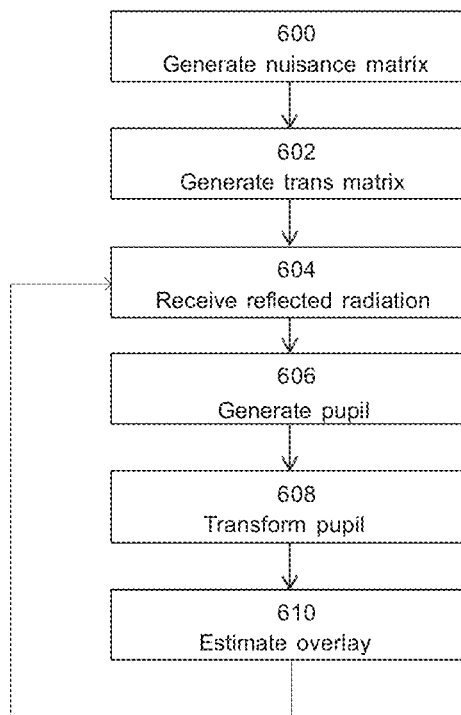 600
Generate nuisance matrix
602
Generate trans matrix
604
Receive reflected radiation
606
Generate pupil
608
Transform pupil
610
Estimate overlay